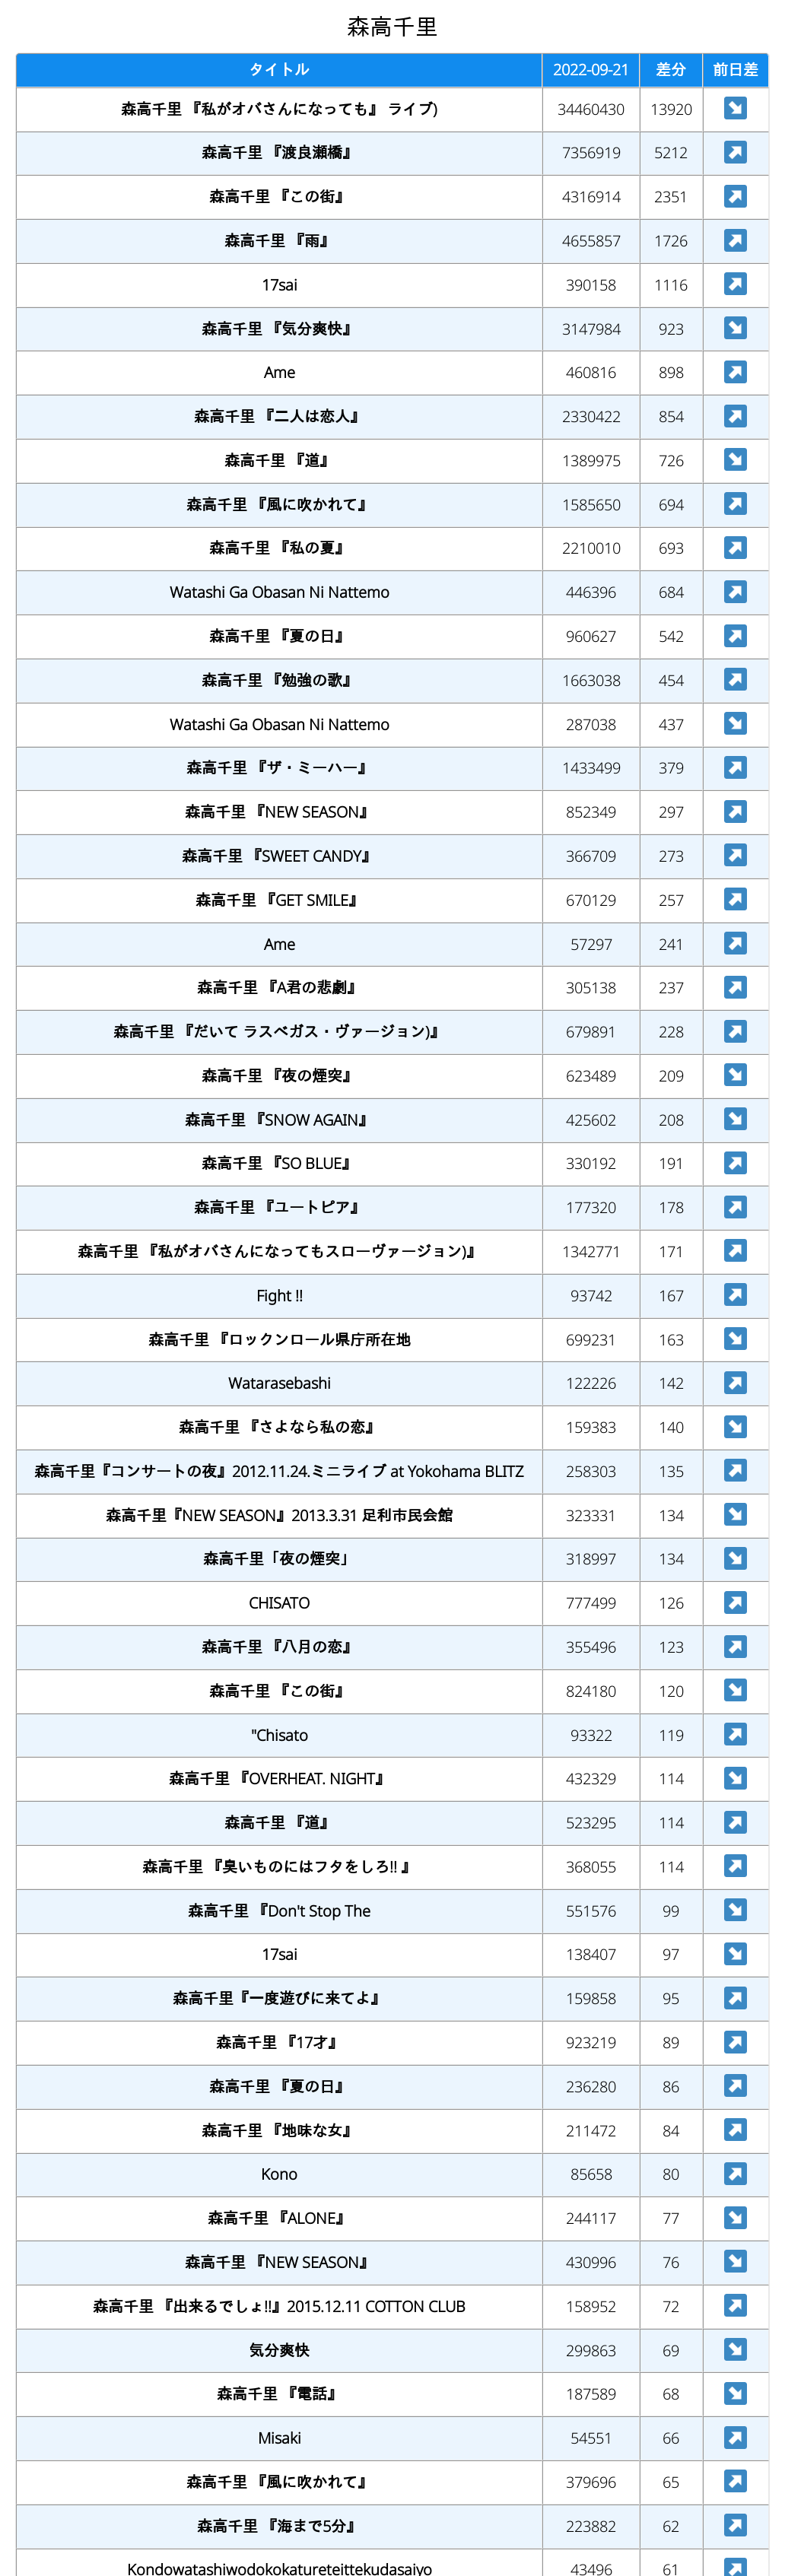 森高千里
タイトル 2022-09-21 差分 前日差
森高千里 『私がオバさんになっても』 ライブ) 34460430 13920
森高千里 『渡良瀬橋』 7356919 5212
森高千里 『この街』 4316914 2351
森高千里 『雨』 4655857 1726
17sai 390158 1116
森高千里 『気分爽快』 3147984 923
Ame 460816 898
森高千里 『二人は恋人』 2330422 854
森高千里 『道』 1389975 726
森高千里 『風に吹かれて』 1585650 694
森高千里 『私の夏』 2210010 693
Watashi Ga Obasan Ni Nattemo 446396 684
森高千里 『夏の日』 960627 542
森高千里 『勉強の歌』 1663038 454
Watashi Ga Obasan Ni Nattemo 287038 437
森高千里 『ザ・ミーハー』 1433499 379
森高千里 『NEW SEASON』 852349 297
森高千里 『SWEET CANDY』 366709 273
森高千里 『GET SMILE』 670129 257
Ame 57297 241
森高千里 『A君の悲劇』 305138 237
森高千里 『だいて ラスベガス・ヴァージョン)』 679891 228
森高千里 『夜の煙突』 623489 209
森高千里 『SNOW AGAIN』 425602 208
森高千里 『SO BLUE』 330192 191
森高千里 『ユートピア』 177320 178
森高千里 『私がオバさんになってもスローヴァージョン)』 1342771 171
Fight !! 93742 167
森高千里 『ロックンロール県庁所在地 699231 163
Watarasebashi 122226 142
森高千里 『さよなら私の恋』 159383 140
森高千里『コンサートの夜』2012.11.24.ミニライブ at Yokohama BLITZ 258303 135
森高千里『NEW SEASON』2013.3.31 足利市民会館 323331 134
森高千里「夜の煙突」 318997 134
CHISATO 777499 126
森高千里 『八月の恋』 355496 123
森高千里 『この街』 824180 120
"Chisato 93322 119
森高千里 『OVERHEAT. NIGHT』 432329 114
森高千里 『道』 523295 114
森高千里 『臭いものにはフタをしろ!! 』 368055 114
森高千里 『Don't Stop The 551576 99
17sai 138407 97
森高千里『一度遊びに来てよ』 159858 95
森高千里 『17才』 923219 89
森高千里 『夏の日』 236280 86
森高千里 『地味な女』 211472 84
Kono 85658 80
森高千里 『ALONE』 244117 77
森高千里 『NEW SEASON』 430996 76
森高千里 『出来るでしょ!!』2015.12.11 COTTON CLUB 158952 72
気分爽快 299863 69
森高千里 『電話』 187589 68
Misaki 54551 66
森高千里 『風に吹かれて』 379696 65
森高千里 『海まで5分』 223882 62
Kondowatashiwodokokatureteittekudasaiyo 43496 61